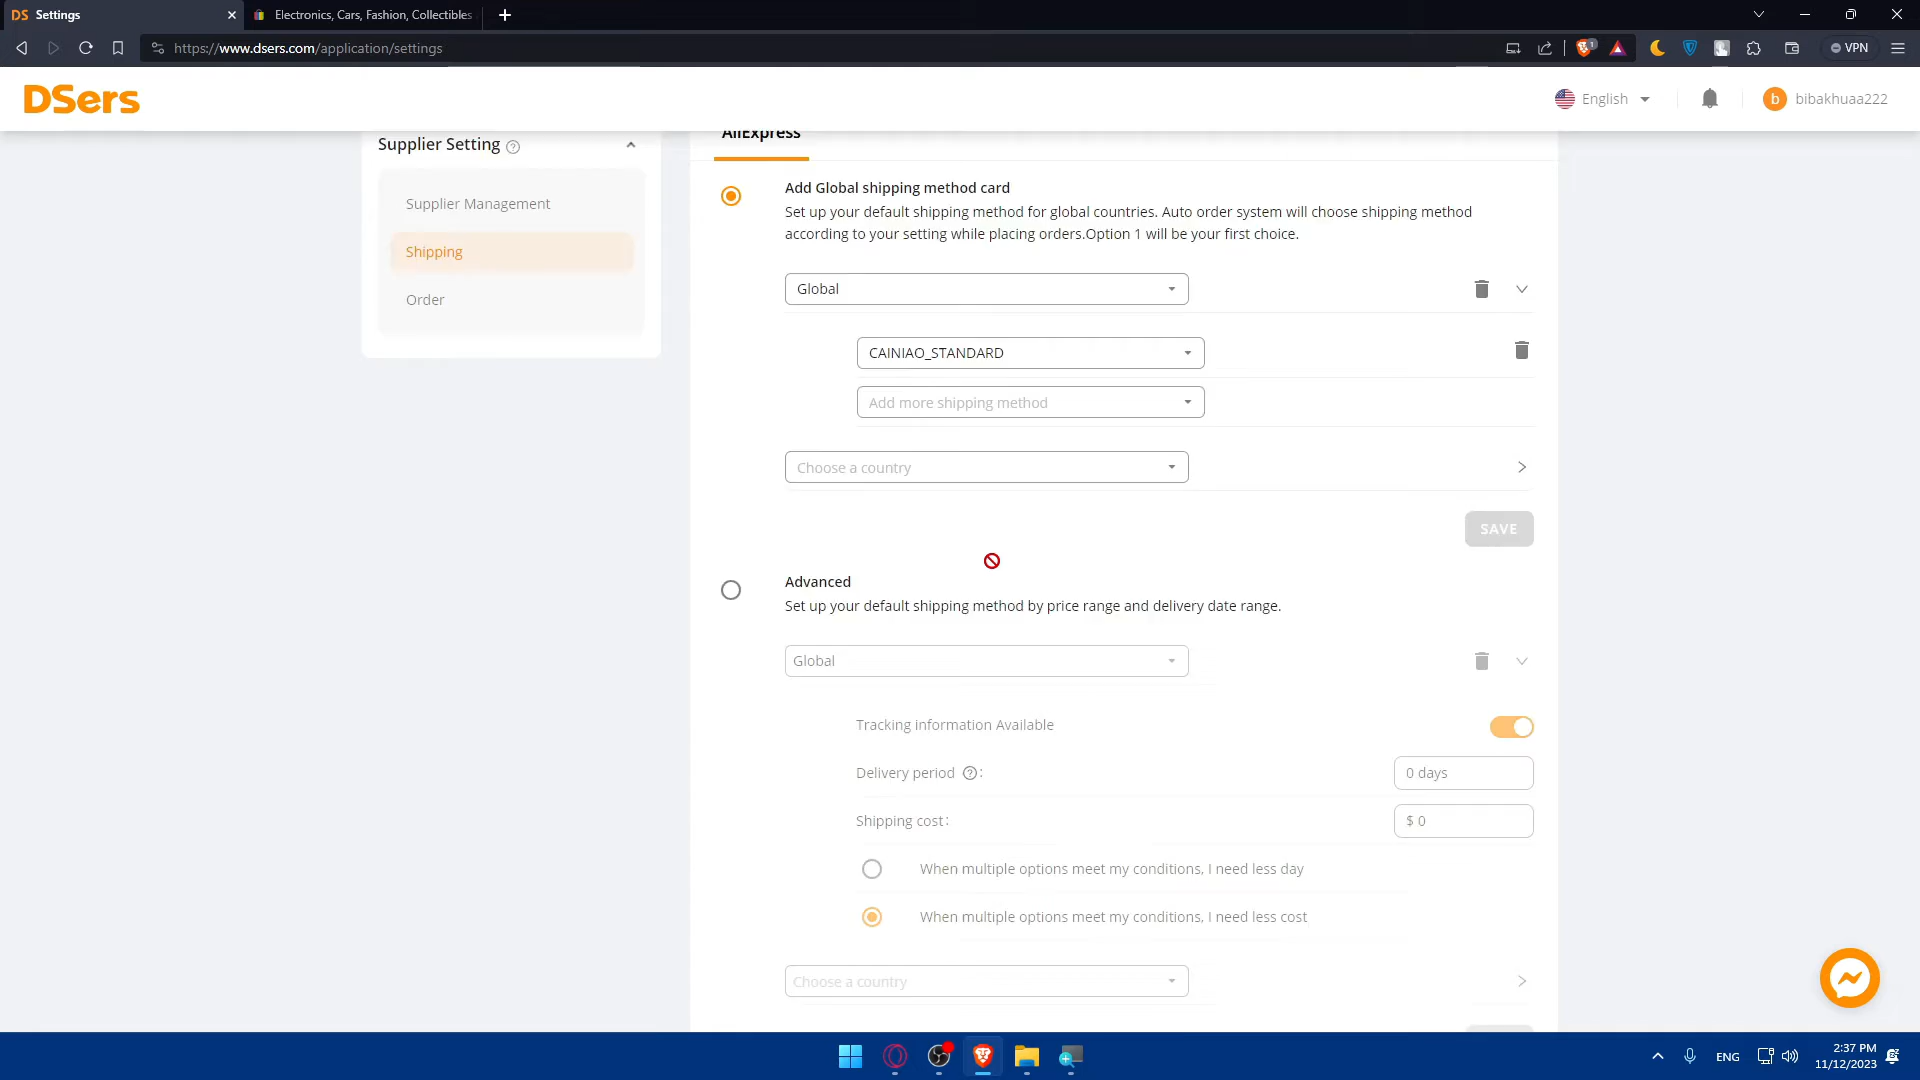 DS Settings
Electronics, Cars, Fashion, Collectibles
https://www.dsers.com/application/settings
1
VPN
DSers
English
b
bibakhuaa222
AliExpress
Supplier Setting ?
Supplier Management
Shipping
Order
Add Global shipping method card
Set up your default shipping method for global countries. Auto order system will choose shipping method
according to your setting while placing orders.Option 1 will be your first choice.
Global
CAINIAO_STANDARD
Add more shipping method
Choose a country
SAVE
Advanced
Set up your default shipping method by price range and delivery date range.
Global
Tracking information Available
Delivery period ? :
0 days
Shipping cost:
$ 0
When multiple options meet my conditions, I need less day
When multiple options meet my conditions, I need less cost
Choose a country
ENG
2:37 PM
11/12/2023